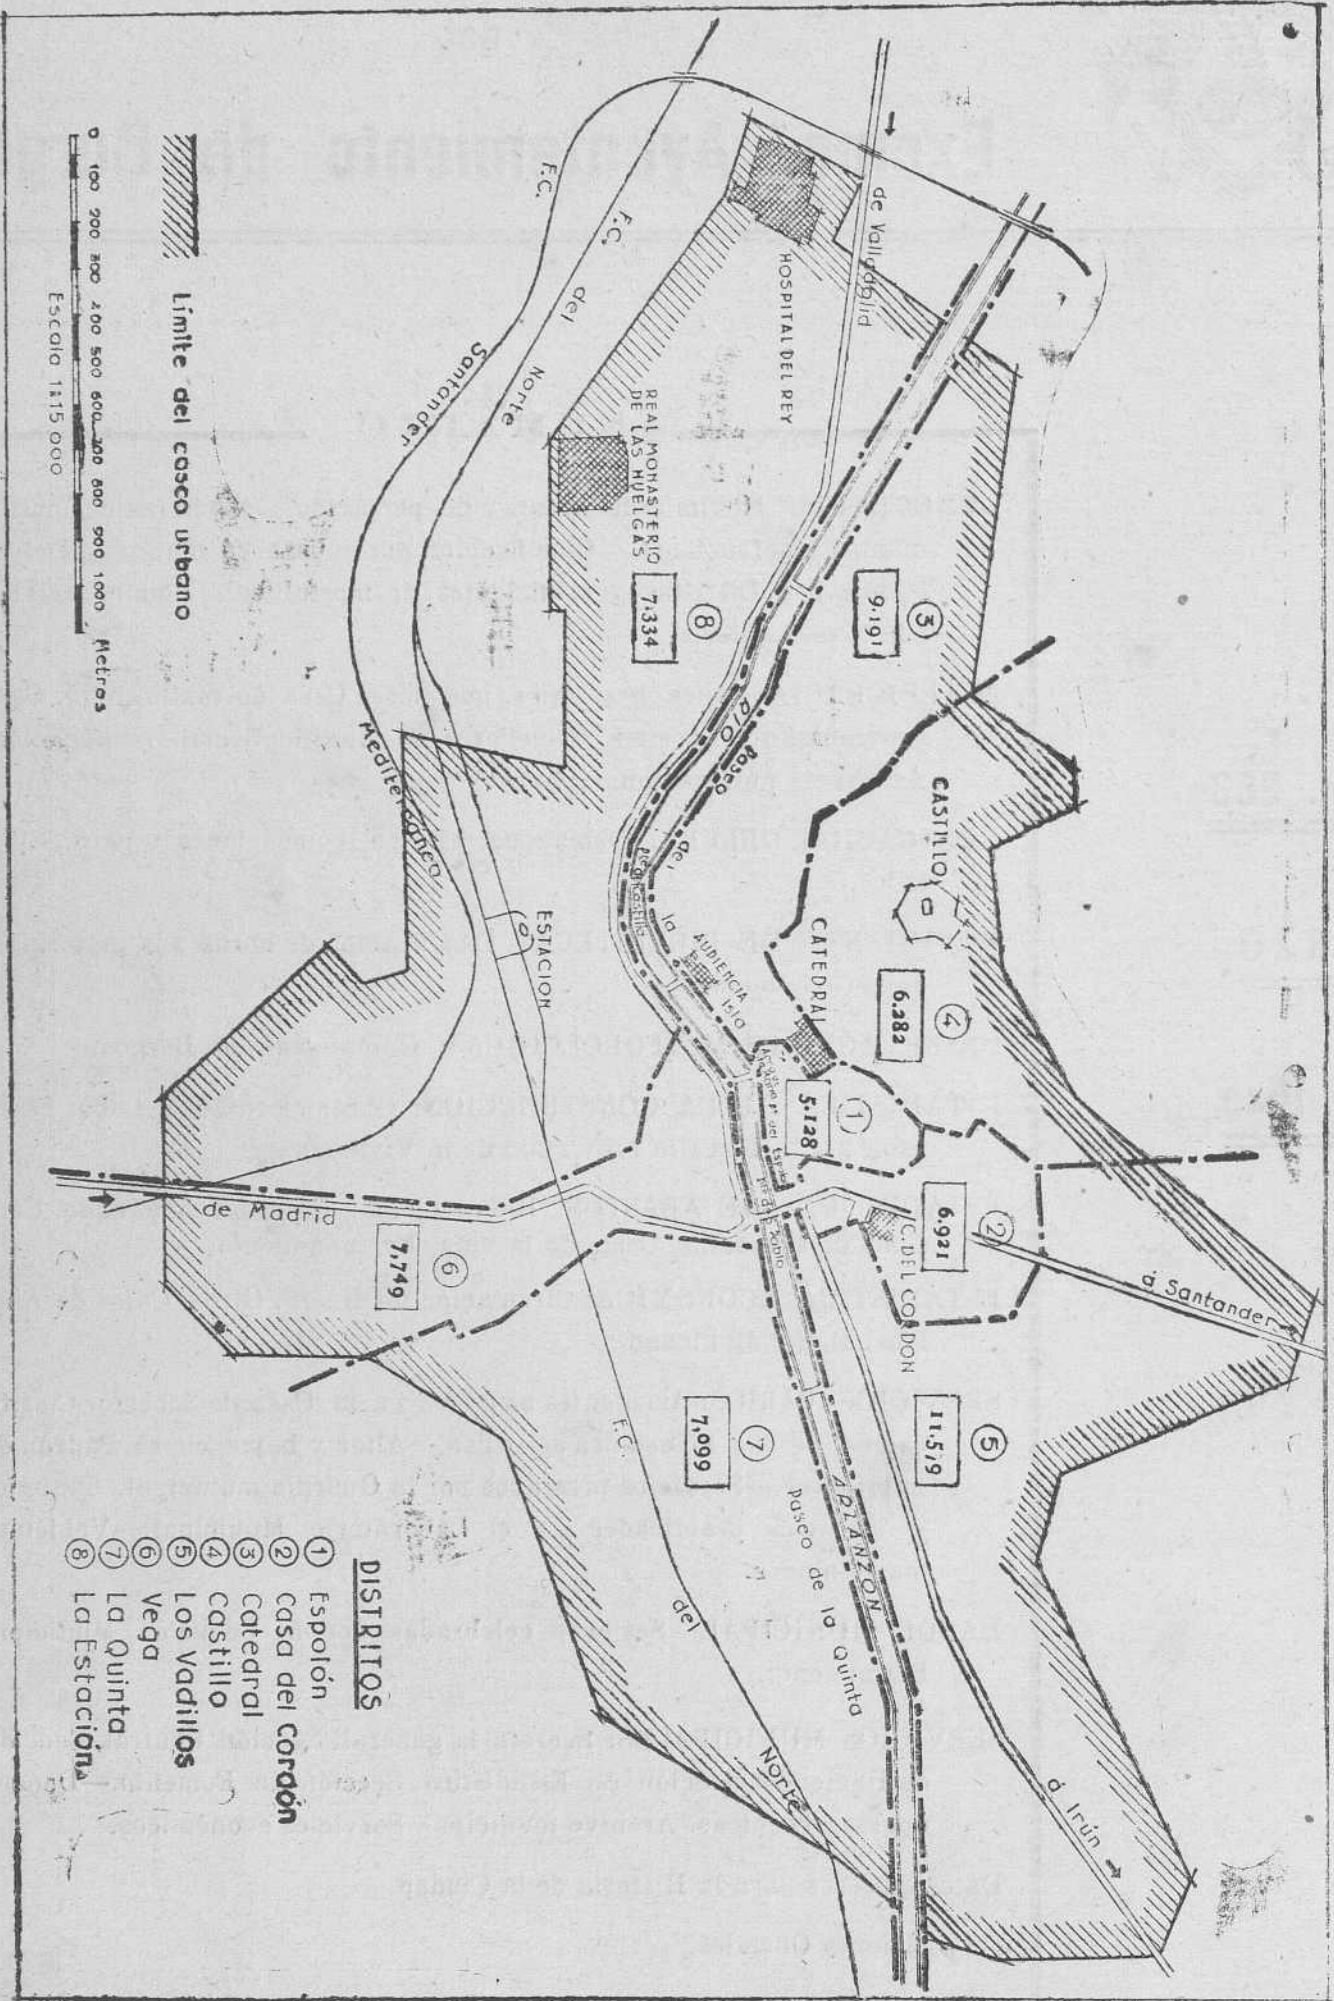 F.C.
Santander
Mediterráneo
F.C. del Norte
de Valladolid
HOSPITAL DEL REY
REAL MONASTERIO
DE LAS HUELGAS
8
7.334
3
9.191
RIO
Paseo de la Isla
AUDIENCIA
CASTILLO
CATEDRAL
4
6.282
ESTACION
1
5.128
2
6.921
C. DEL CORDON
á Santander
de Madrid
6
7,749
7
7,099
5
11.519
ARLANZON
Paseo de la Quinta
F.C. del Norte
á Irún
Límite del casco urbano
0 100 200 300 400 500 600 700 800 900 1000 Metros
Escala 1:15 000
DISTRITOS
1 Espolón
2 Casa del Cordón
3 Catedral
4 Castillo
5 Los Vadillos
6 Vega
7 La Quinta
8 La Estación